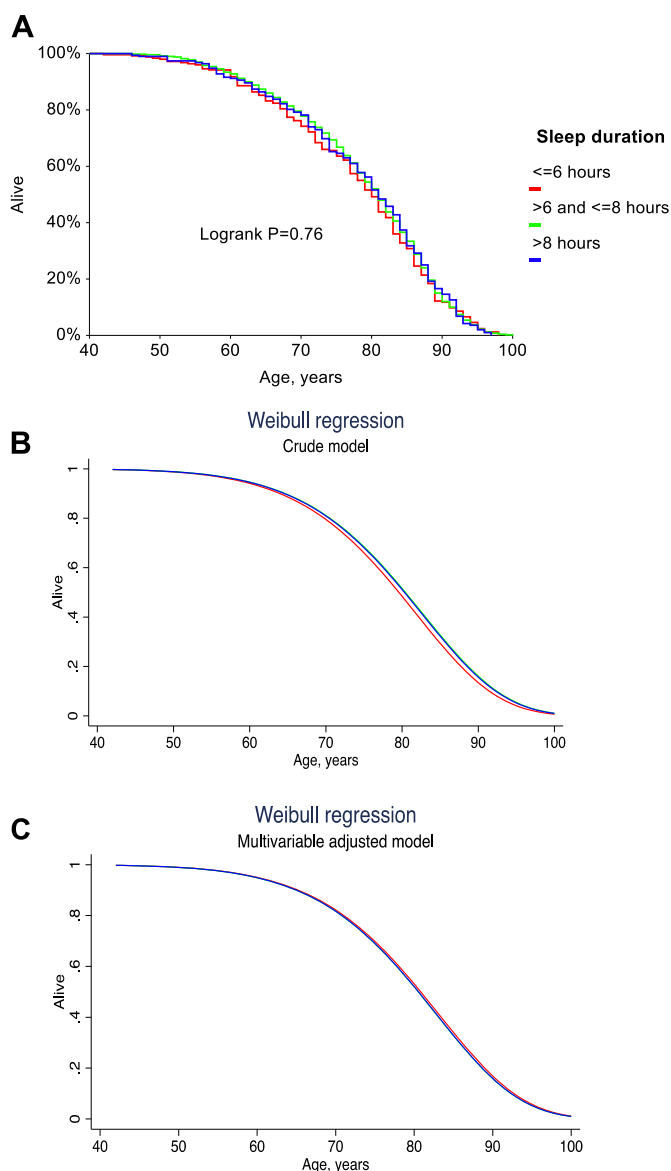 A
100%
80%
60%
40%
20%
0%
Alive
Logrank P=0.76
40 50 60 70 80 90 100
Age, years
Sleep duration
<=6 hours
>6 and <=8 hours
>8 hours
B
Weibull regression
Crude model
1
.8
.6
.4
.2
0
Alive
40 50 60 70 80 90 100
Age, years
C
Weibull regression
Multivariable adjusted model
1
.8
.6
.4
.2
0
Alive
40 50 60 70 80 90 100
Age, years